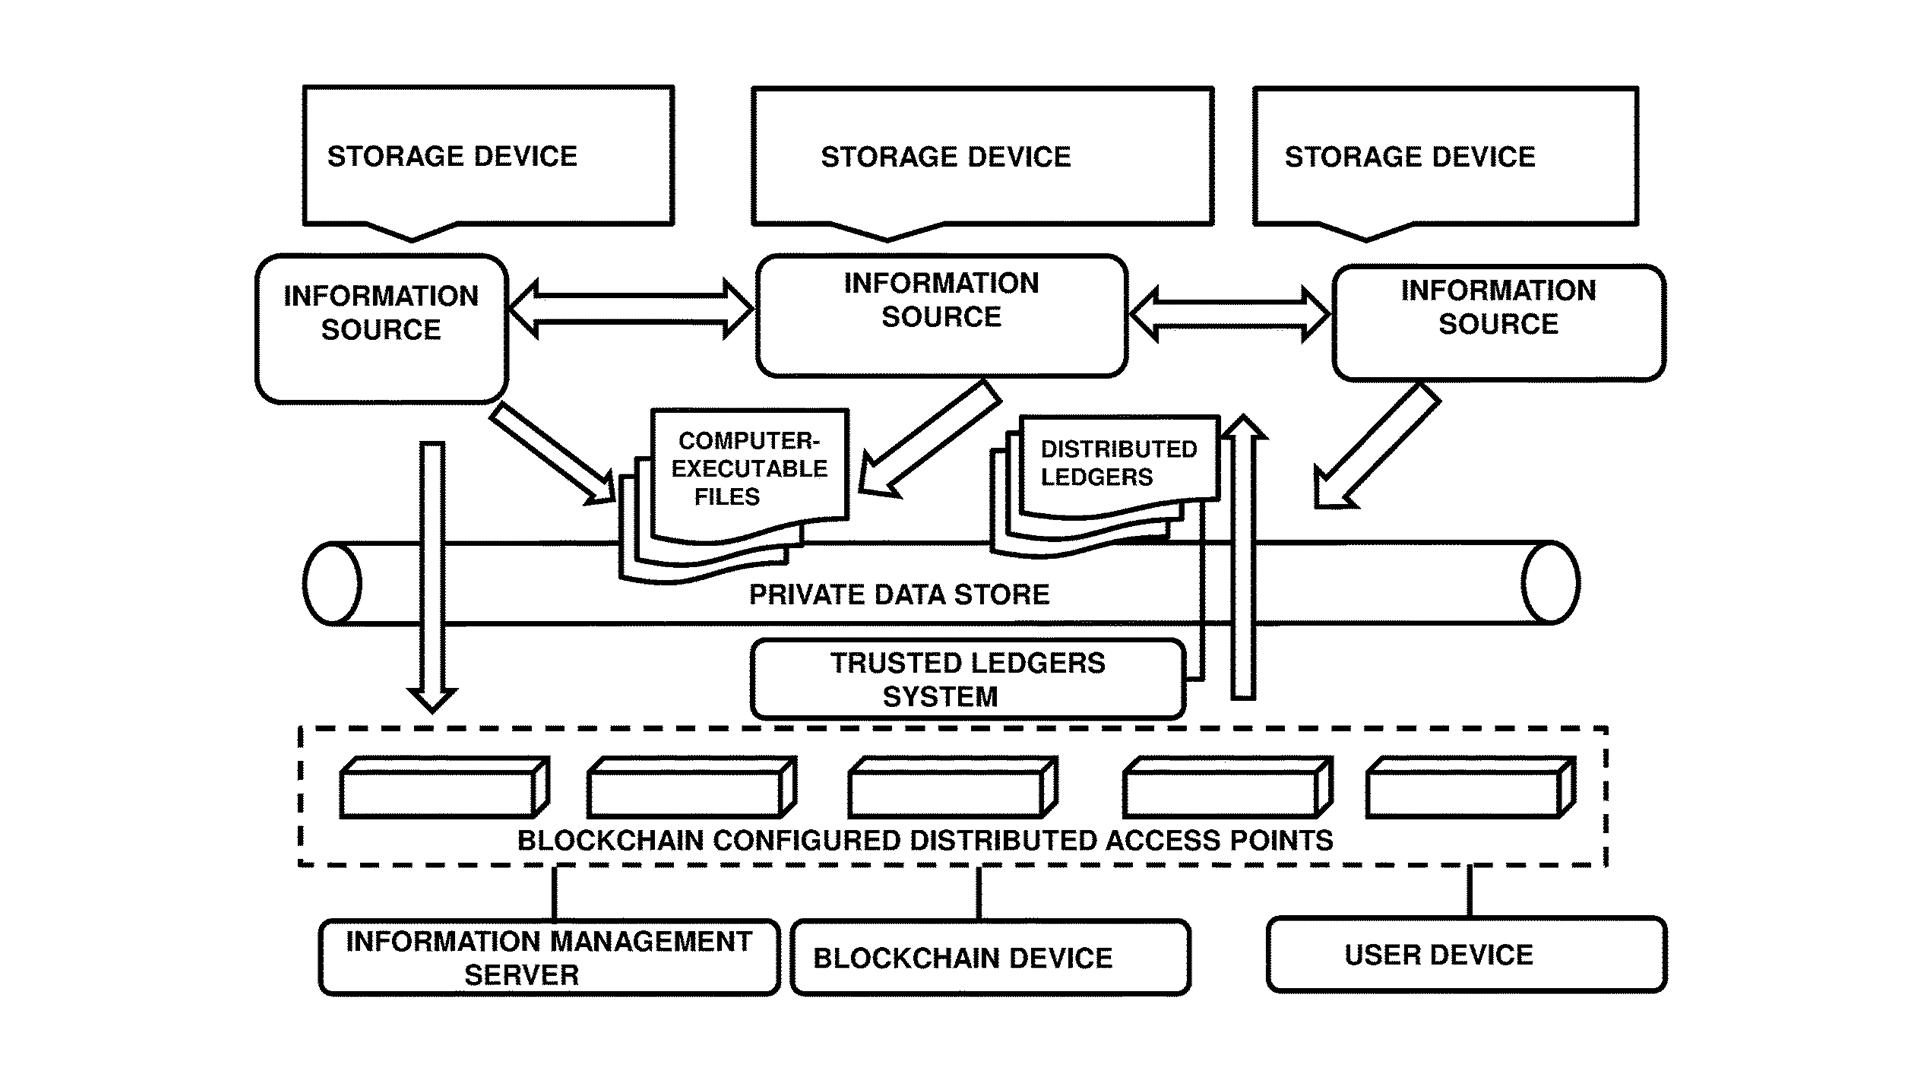 STORAGE DEVICE
STORAGE DEVICE
STORAGE DEVICE
INFORMATION
SOURCE
INFORMATION
SOURCE
INFORMATION
SOURCE
COMPUTER-
EXECUTABLE
FILES
DISTRIBUTED
LEDGERS
PRIVATE DATA STORE
TRUSTED LEDGERS
SYSTEM
BLOCKCHAIN CONFIGURED DISTRIBUTED ACCESS POINTS
INFORMATION MANAGEMENT
SERVER
BLOCKCHAIN DEVICE
USER DEVICE